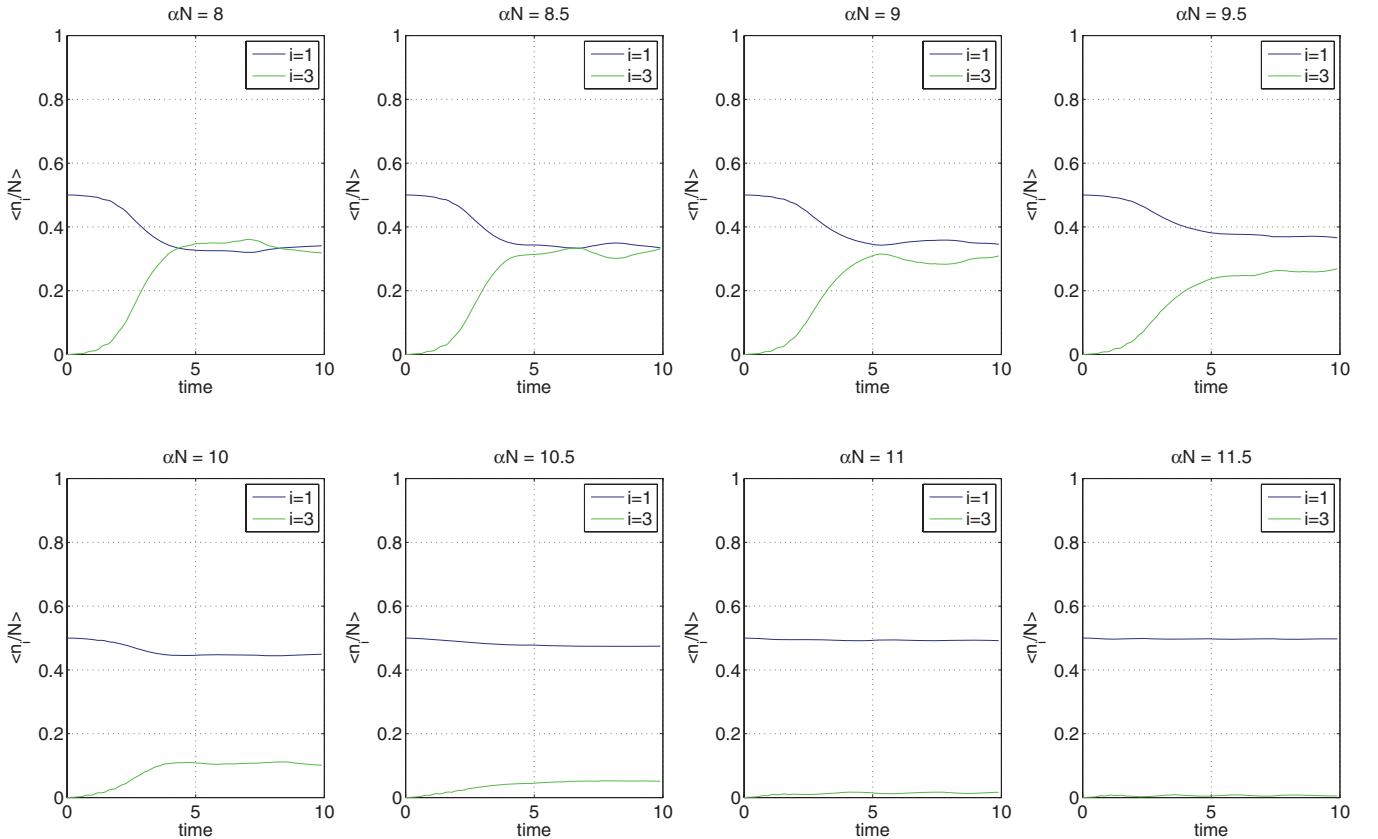 αN = 8
αN = 8.5
αN = 9
αN = 9.5
1
0.8
0.6
0.4
0.2
0
<n_i/N>
0
5
10
time
i=1
i=3
1
0.8
0.6
0.4
0.2
0
<n_i/N>
0
5
10
time
i=1
i=3
1
0.8
0.6
0.4
0.2
0
<n_i/N>
0
5
10
time
i=1
i=3
1
0.8
0.6
0.4
0.2
0
<n_i/N>
0
5
10
time
i=1
i=3
αN = 10
αN = 10.5
αN = 11
αN = 11.5
1
0.8
0.6
0.4
0.2
0
<n_i/N>
0
5
10
time
i=1
i=3
1
0.8
0.6
0.4
0.2
0
<n_i/N>
0
5
10
time
i=1
i=3
1
0.8
0.6
0.4
0.2
0
<n_i/N>
0
5
10
time
i=1
i=3
1
0.8
0.6
0.4
0.2
0
<n_i/N>
0
5
10
time
i=1
i=3